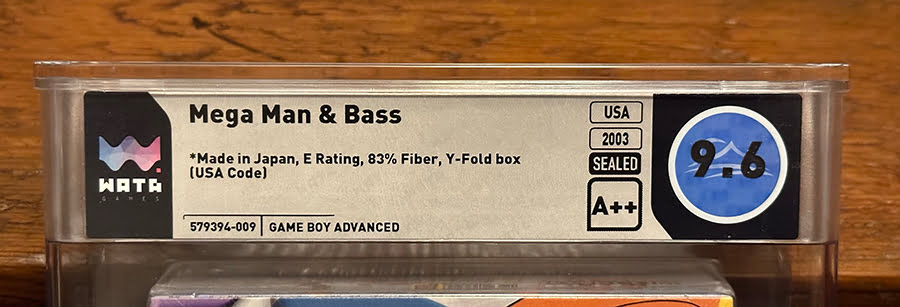 Mega Man & Bass
*Made in Japan, E Rating, 83% Fiber, Y-Fold box
(USA Code)
579394-009 GAME BOY ADVANCED
WATA
GAMES
USA
2003
SEALED
A++
9.6